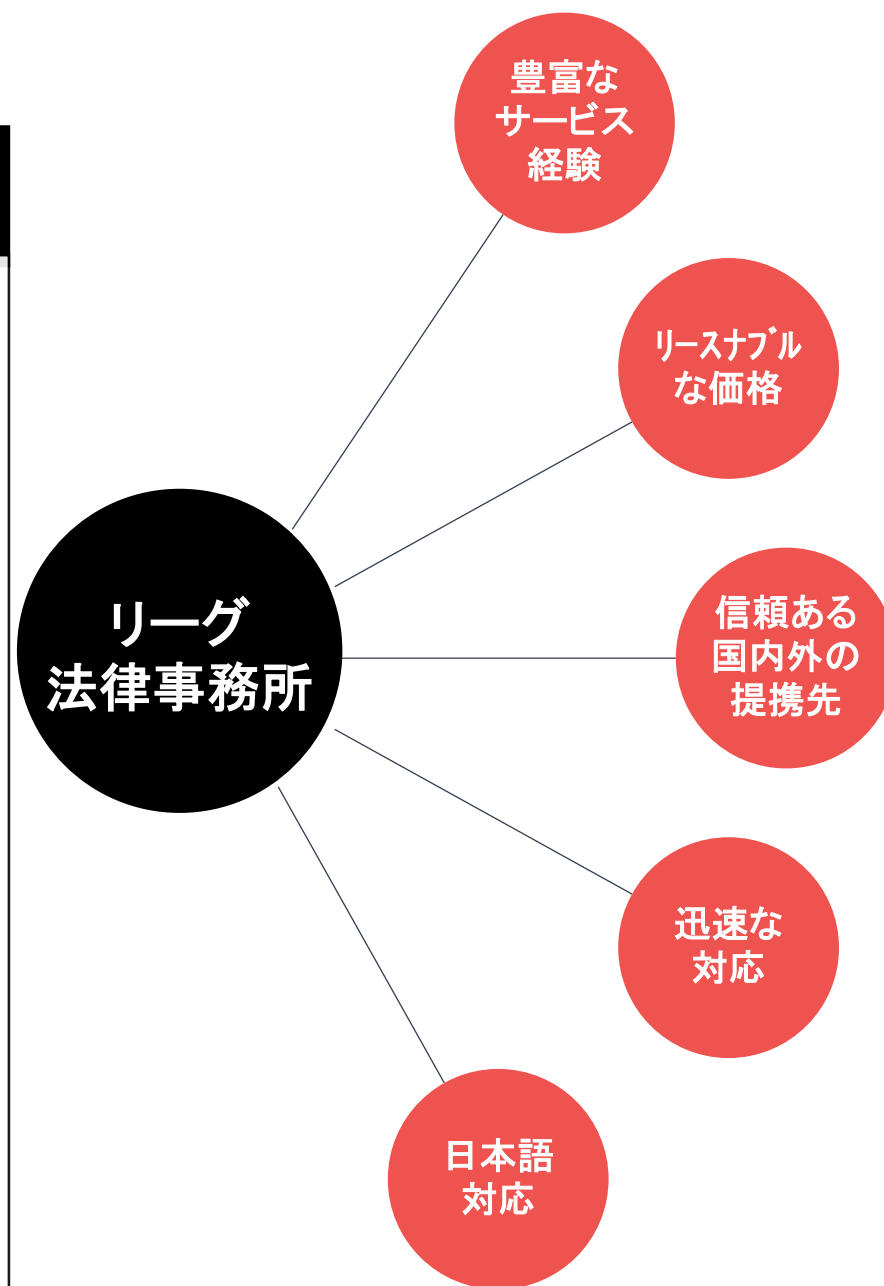 豊富な
サービス
経験
リースナブル
な価格
リーグ
法律事務所
信頼ある
国内外の
提携先
迅速な
対応
日本語
対応